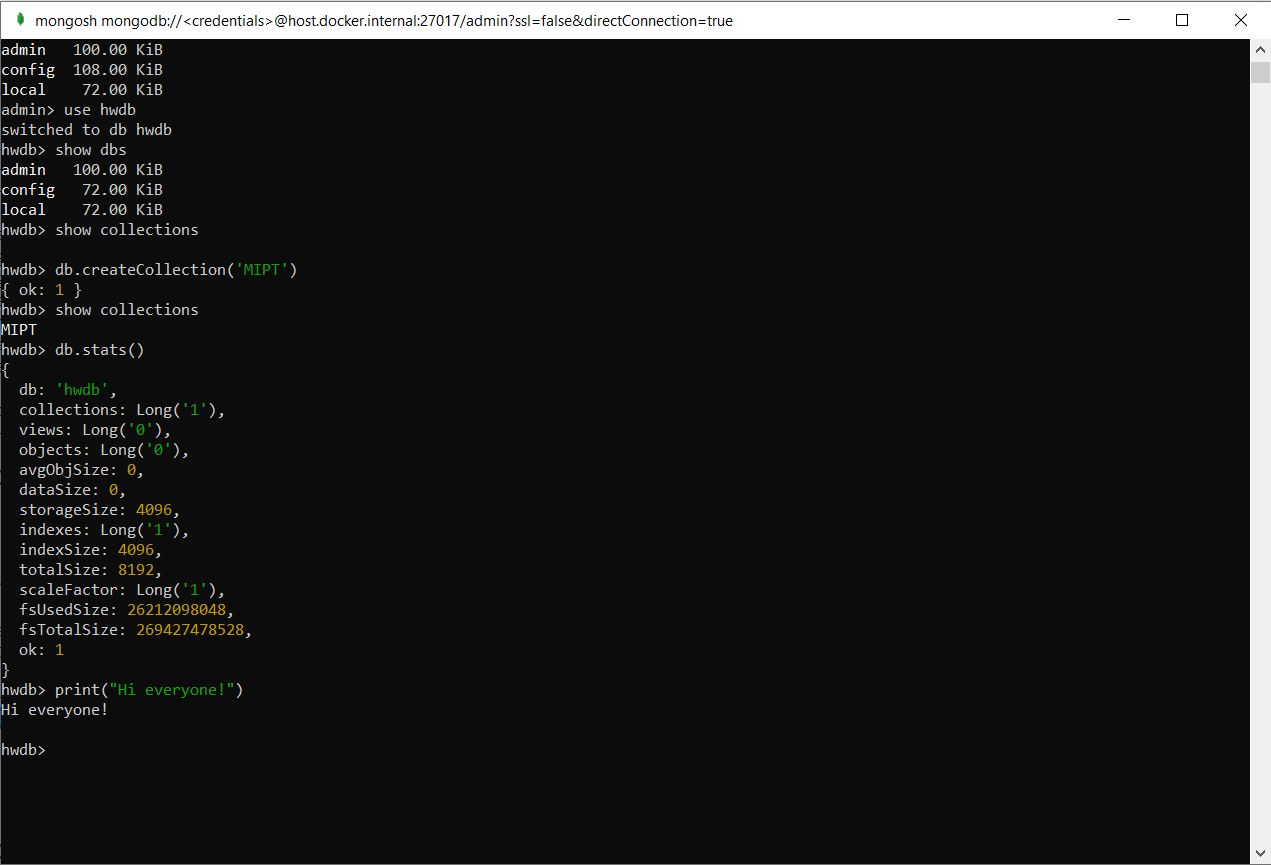 mongosh mongodb://<credentials>@host.docker.internal:27017/admin?ssl=false&directConnection=true
admin   100.00 KiB
config  108.00 KiB
local    72.00 KiB
admin> use hwdb
switched to db hwdb
hwdb> show dbs
admin   100.00 KiB
config   72.00 KiB
local    72.00 KiB
hwdb> show collections

hwdb> db.createCollection('MIPT')
{ ok: 1 }
hwdb> show collections
MIPT
hwdb> db.stats()
{
  db: 'hwdb',
  collections: Long('1'),
  views: Long('0'),
  objects: Long('0'),
  avgObjSize: 0,
  dataSize: 0,
  storageSize: 4096,
  indexes: Long('1'),
  indexSize: 4096,
  totalSize: 8192,
  scaleFactor: Long('1'),
  fsUsedSize: 26212098048,
  fsTotalSize: 269427478528,
  ok: 1
}
hwdb> print("Hi everyone!")
Hi everyone!

hwdb>